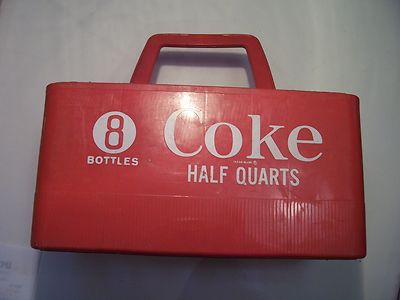 8
BOTTLES
Coke
HALF QUARTS